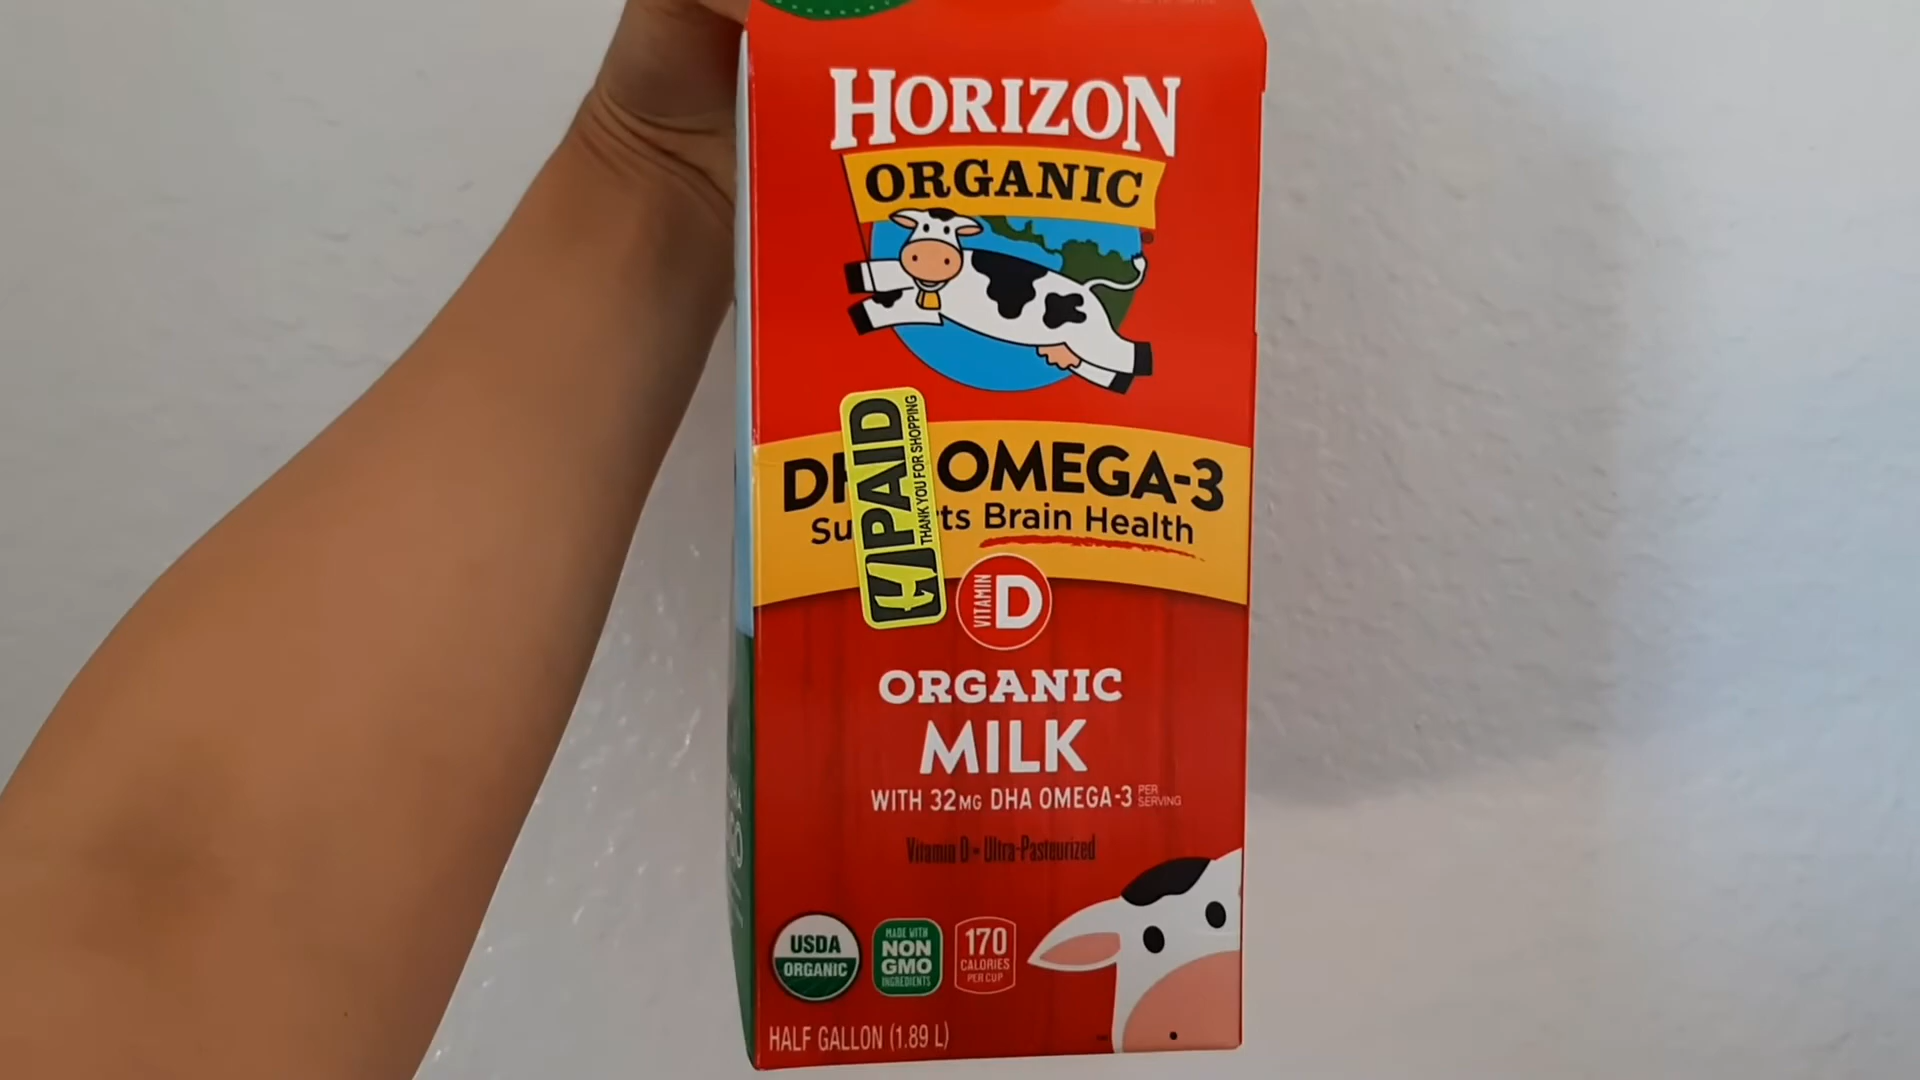 HORIZON
ORGANIC
OMEGA-3
Brain Health
PAID
THANK YOU FOR SHOPPING
VITAMIN
D
ORGANIC
MILK
WITH 32MG DHA OMEGA-3 PER SERVING
Vitamin D - Ultra-Pasteurized
USDA
ORGANIC
MADE WITH
NON
GMO
INGREDIENTS
170
CALORIES
PER CUP
HALF GALLON (1.89 L)